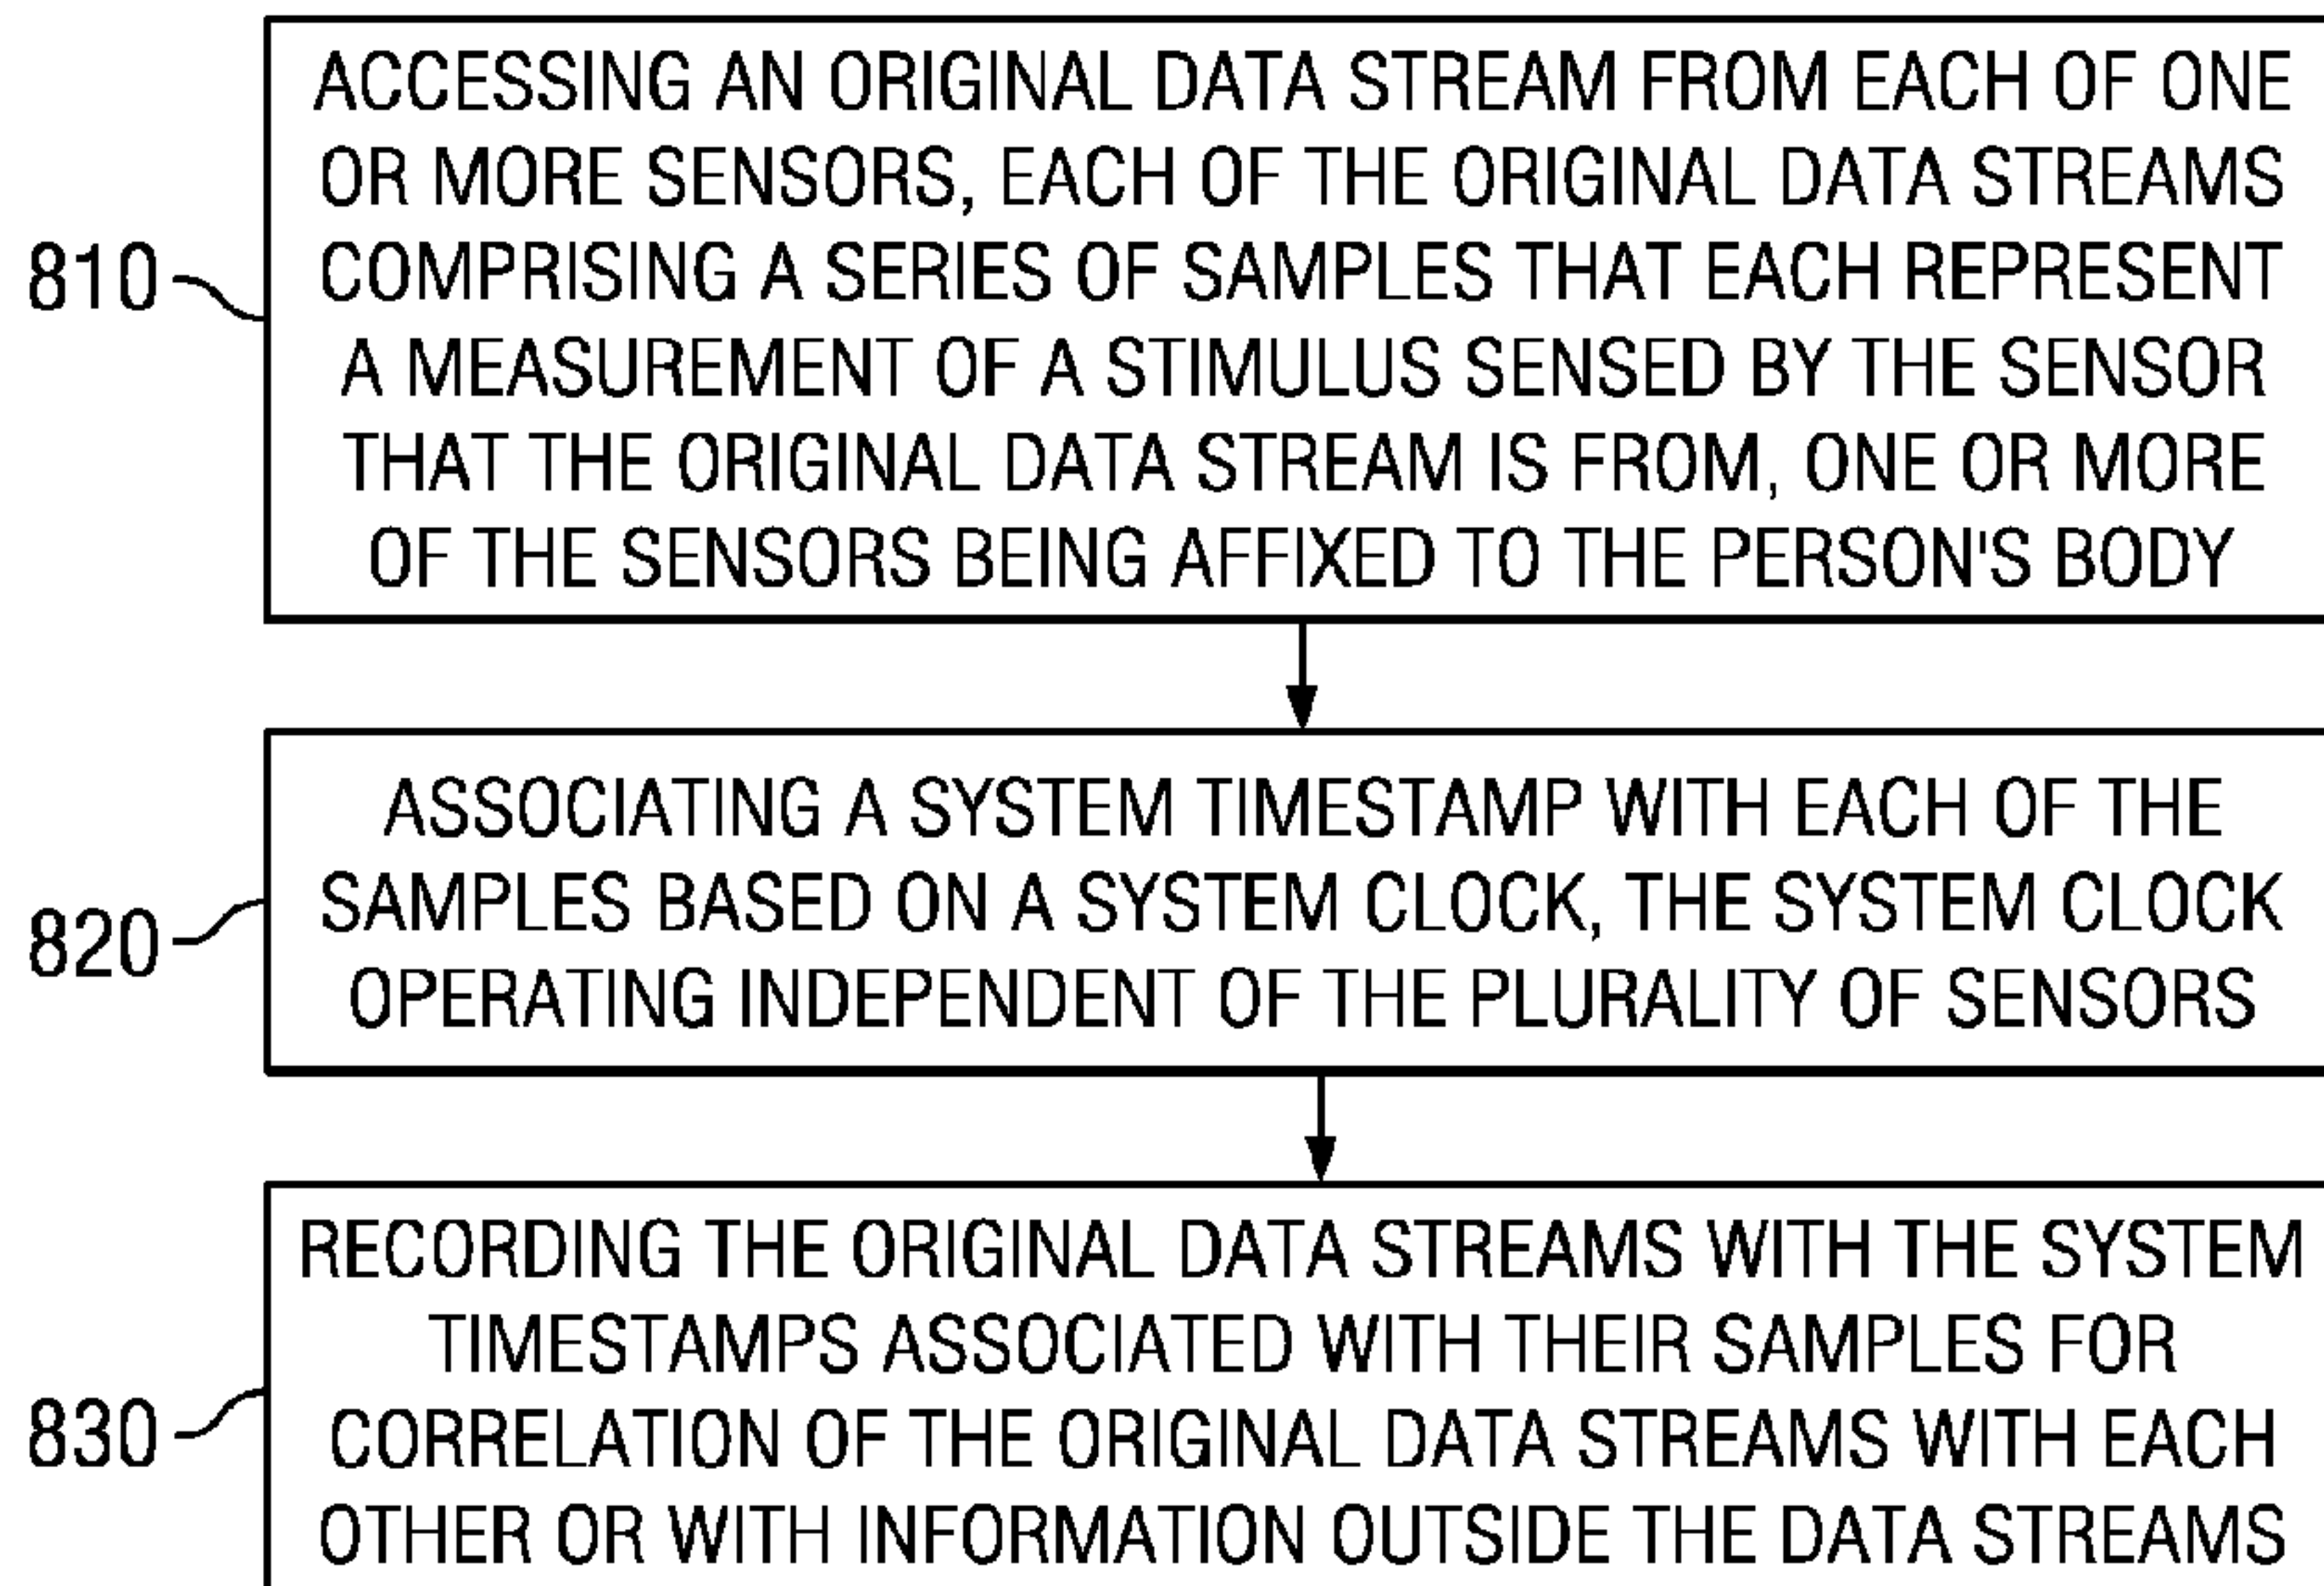 ACCESSING AN ORIGINAL DATA STREAM FROM EACH OF ONE
OR MORE SENSORS, EACH OF THE ORIGINAL DATA STREAMS
810 COMPRISING A SERIES OF SAMPLES THAT EACH REPRESENT
A MEASUREMENT OF A STIMULUS SENSED BY THE SENSOR
THAT THE ORIGINAL DATA STREAM IS FROM, ONE OR MORE
OF THE SENSORS BEING AFFIXED TO THE PERSON'S BODY
ASSOCIATING A SYSTEM TIMESTAMP WITH EACH OF THE
SAMPLES BASED ON A SYSTEM CLOCK, THE SYSTEM CLOCK
820
OPERATING INDEPENDENT OF THE PLURALITY OF SENSORS
RECORDING THE ORIGINAL DATA STREAMS WITH THE SYSTEM
TIMESTAMPS ASSOCIATED WITH THEIR SAMPLES FOR
830 CORRELATION OF THE ORIGINAL DATA STREAMS WITH EACH
OTHER OR WITH INFORMATION OUTSIDE THE DATA STREAMS